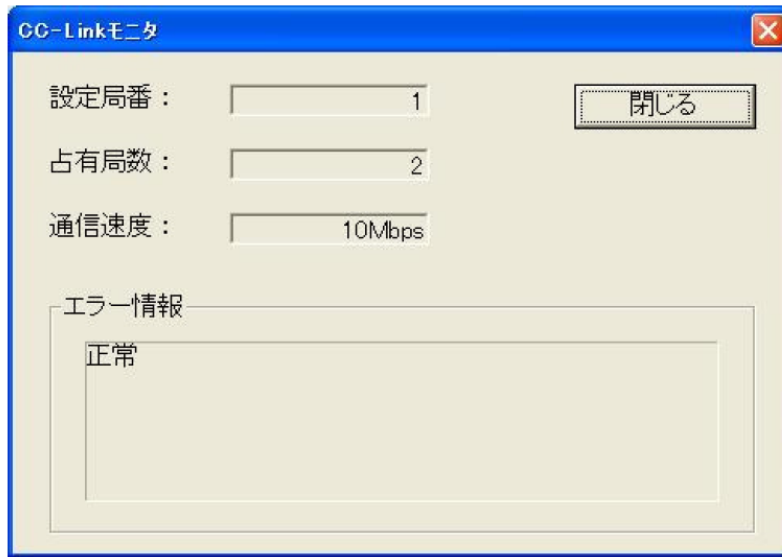 CC-Linkモニタ
設定局番: 1
閉じる
占有局数: 2
通信速度: 10Mbps
エラー情報
正常